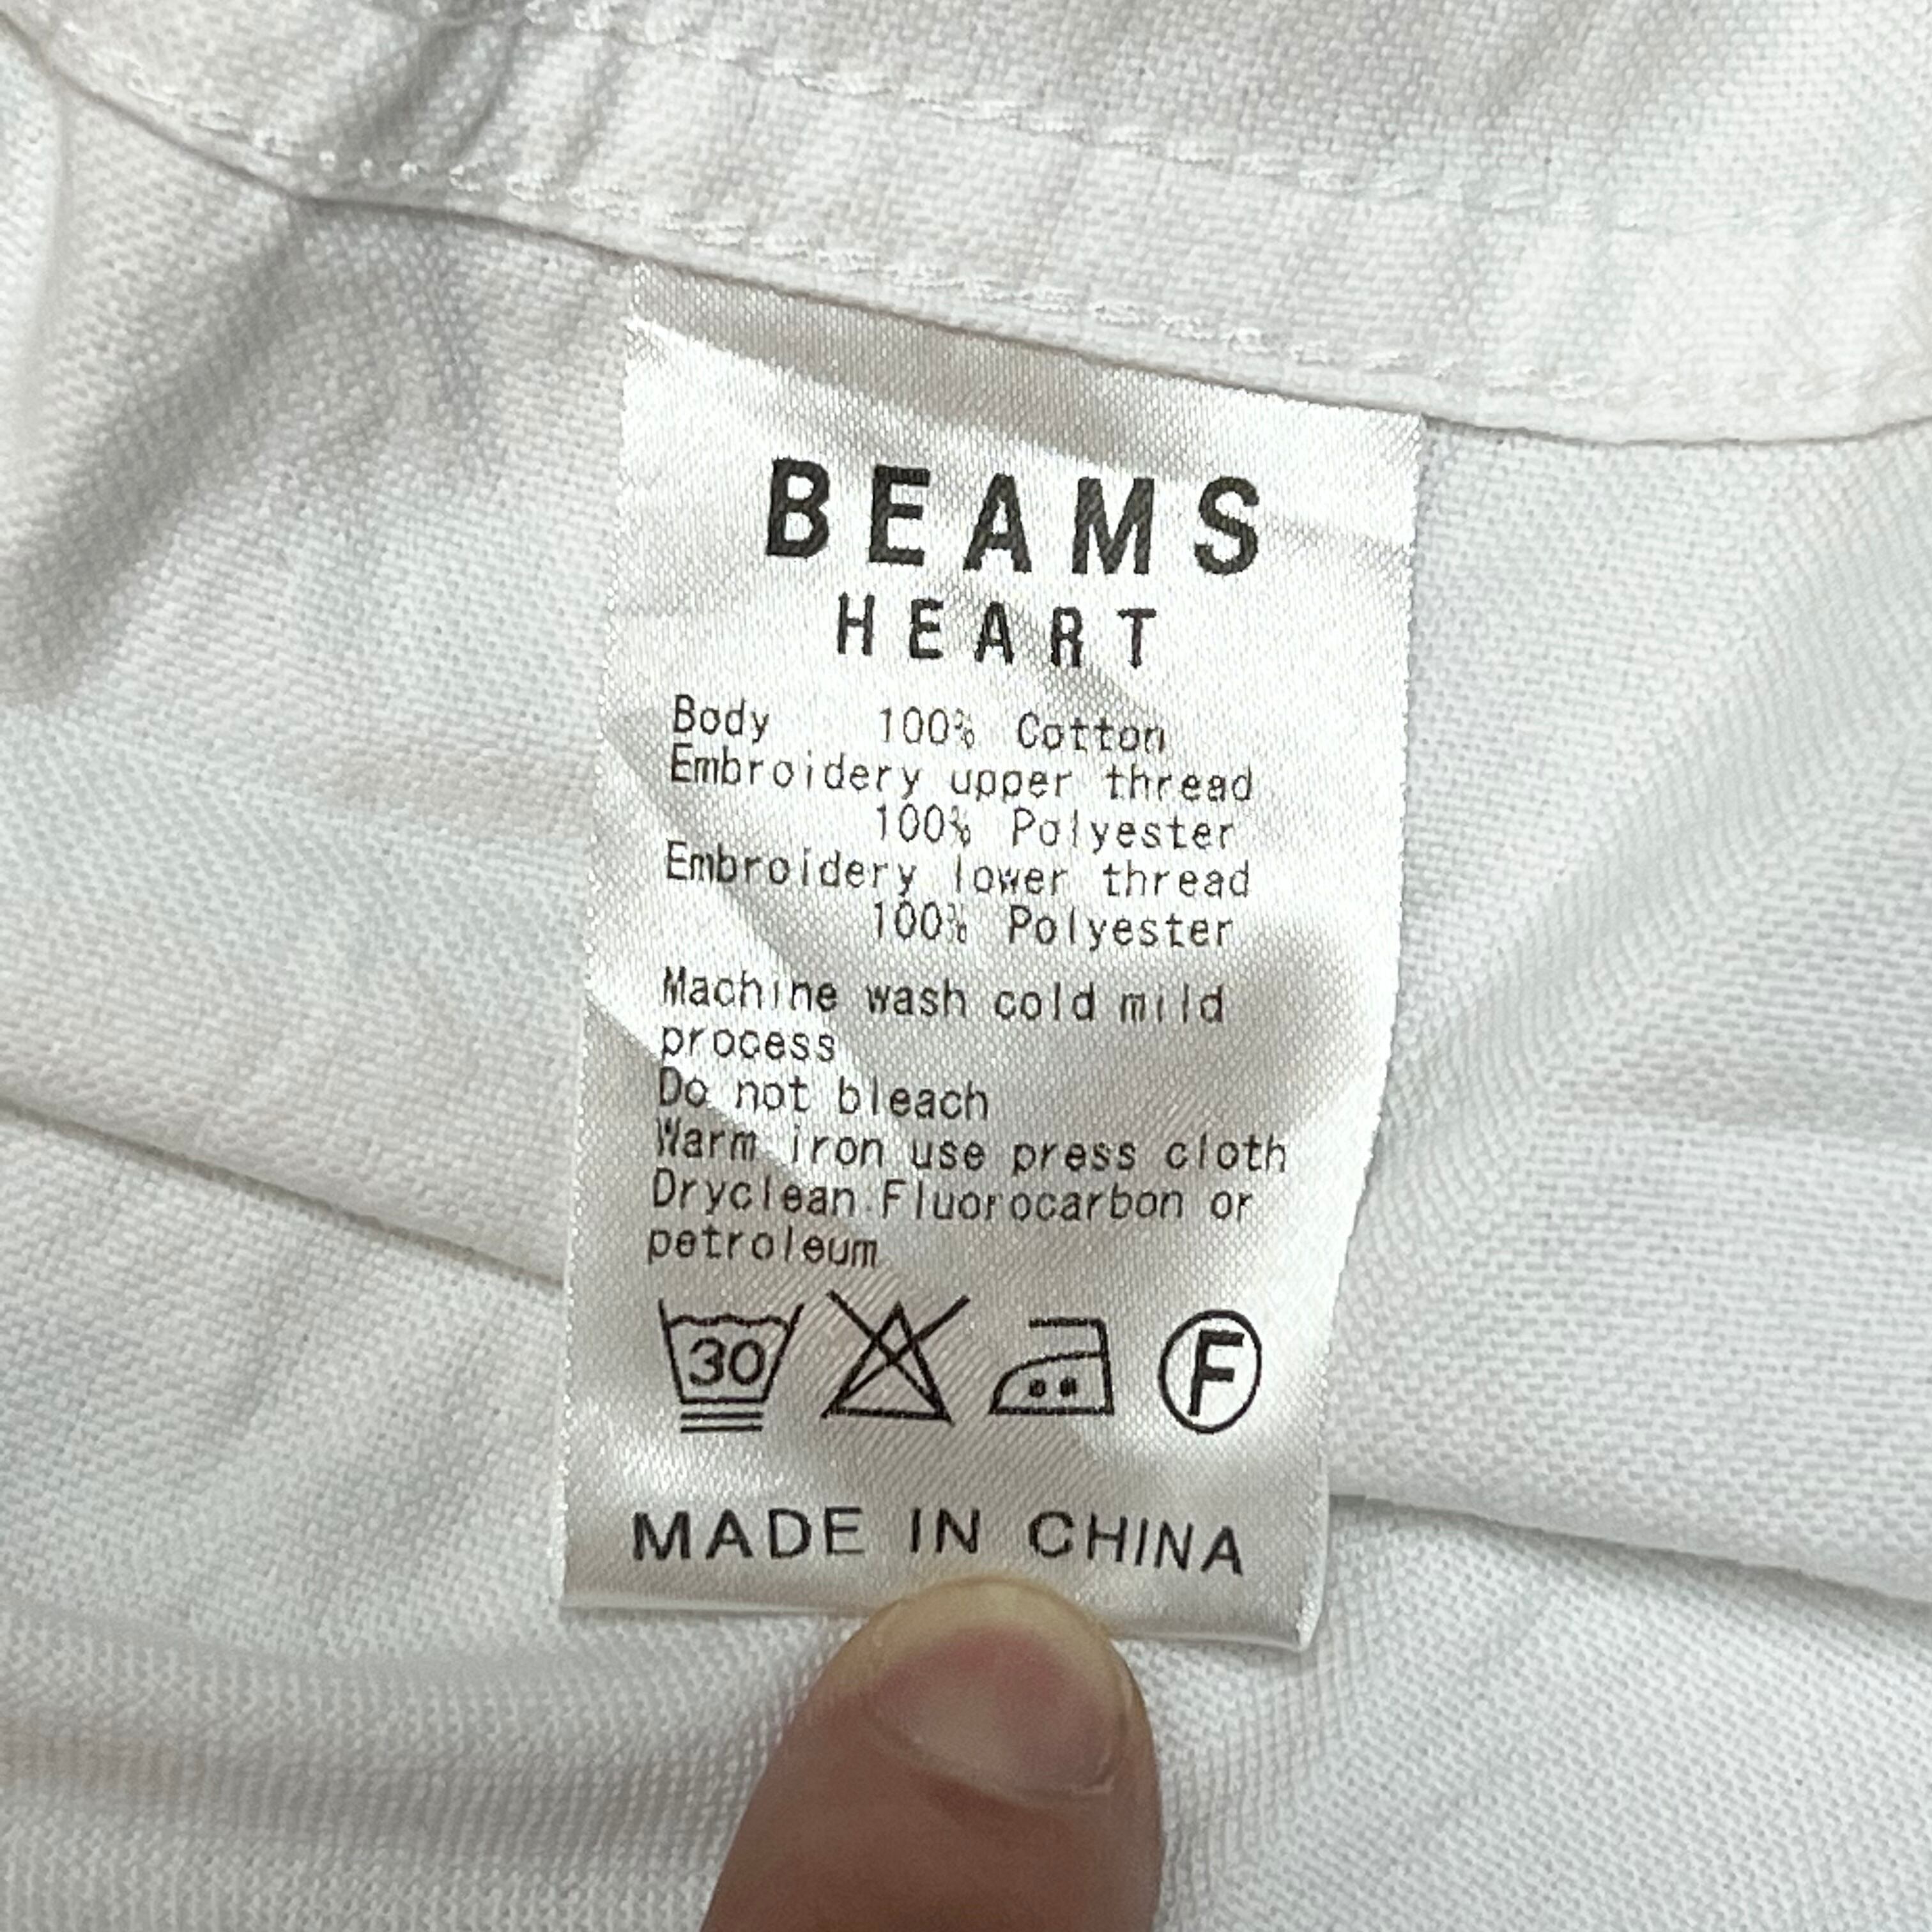 BEAMS
HEART
Body 100% Cotton
Embroidery upper thread
100% Polyester
Embroidery lower thread
100% Polyester
Machine wash cold mild
process
Do not bleach
Warm iron use press cloth
Dryclean Fluorocarbon or
petroleum
30 F
MADE IN CHINA